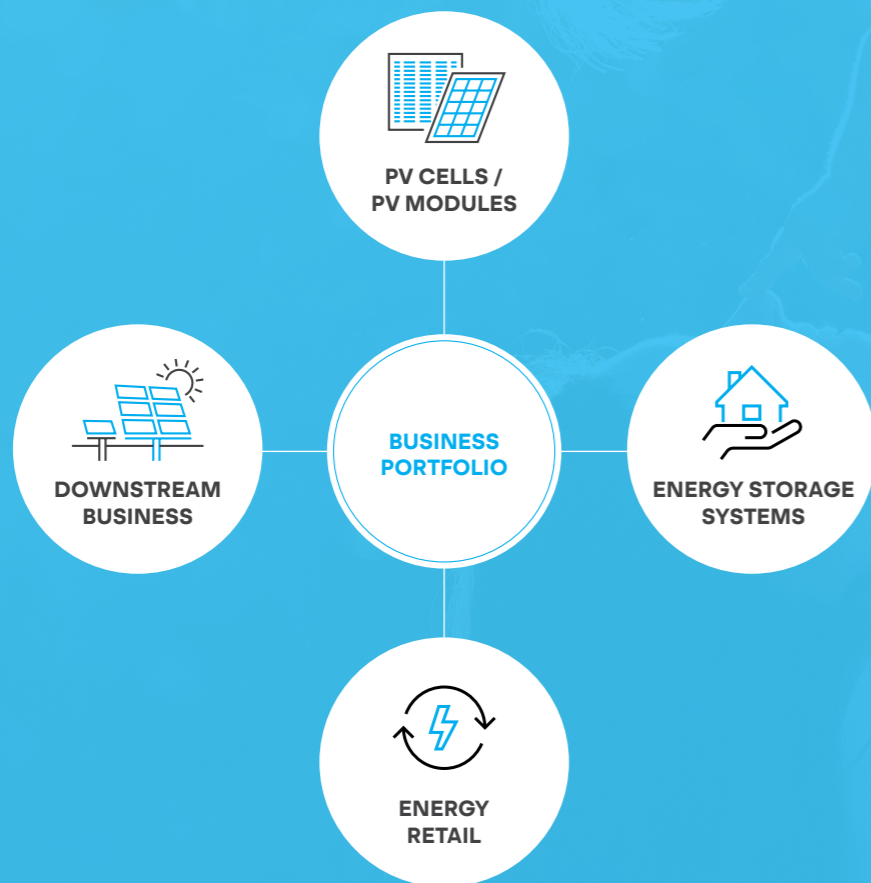 PV CELLS /
PV MODULES
DOWNSTREAM
BUSINESS
BUSINESS
PORTFOLIO
ENERGY STORAGE
SYSTEMS
ENERGY
RETAIL